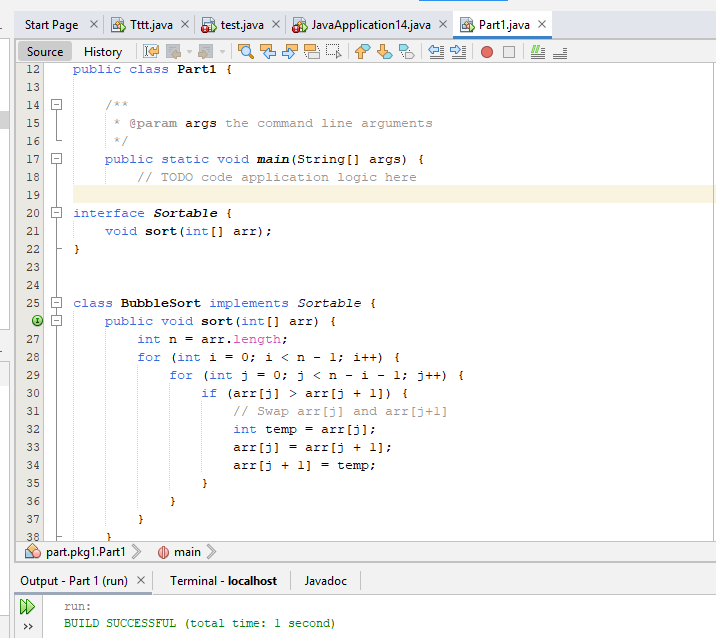 Start Page Tttt.java test.java JavaApplication14.java Part1.java
Source History
12 public class Part1 {
13
14 /**
15 * @param args the command line arguments
16 */
17 public static void main(String[] args) {
18 // TODO code application logic here
19
20 interface Sortable {
21 void sort(int[] arr);
22 }
23
24
25 class BubbleSort implements Sortable {
public void sort(int[] arr) {
27 int n = arr.length;
28 for (int i = 0; i < n - 1; i++) {
29 for (int j = 0; j < n - i - 1; j++) {
30 if (arr[j] > arr[j + 1]) {
31 // Swap arr[j] and arr[j+1]
32 int temp = arr[j];
33 arr[j] = arr[j + 1];
34 arr[j + 1] = temp;
35 }
36 }
37 }
38 }
part.pkg1.Part1 main
Output - Part 1 (run) Terminal - localhost Javadoc
run:
BUILD SUCCESSFUL (total time: 1 second)